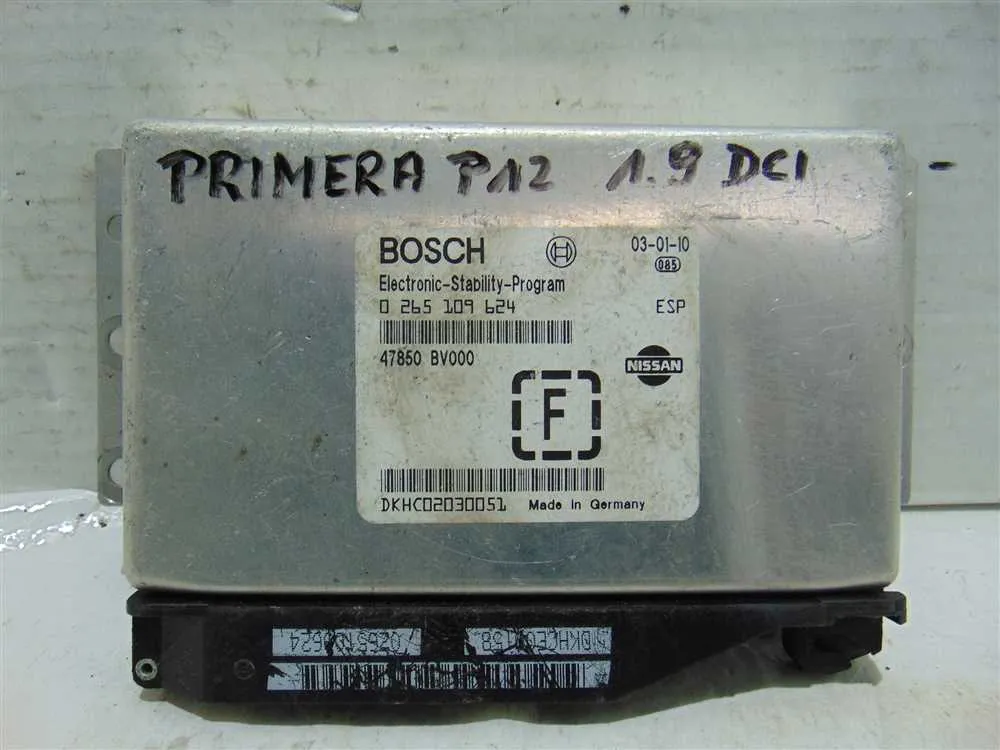 PRIMERA P12 1.9 DCI -
BOSCH 03-01-10
085
Electronic-Stability-Program
0 265 109 624 ESP
47850 BV000
NISSAN
F
DKHC02030051 Made in Germany